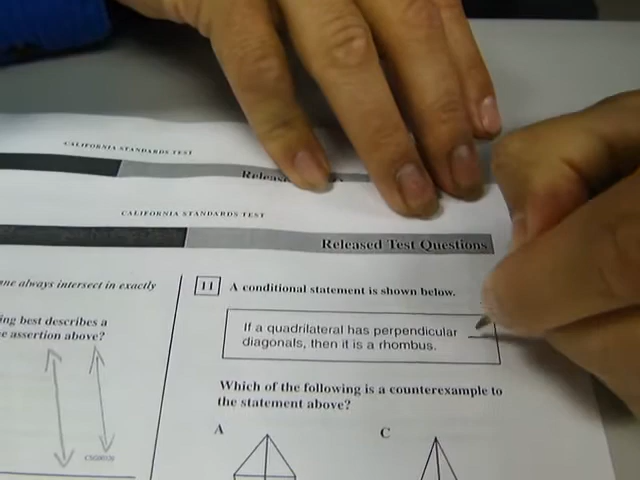 CALIFORNIA STANDARDS TEST
CALIFORNIA STANDARDS TEST
Released Test Questions
ne always intersect in exactly
ing best describes a
e assertion above?
11 A conditional statement is shown below.
If a quadrilateral has perpendicular
diagonals, then it is a rhombus.
Which of the following is a counterexample to
the statement above?
A
C